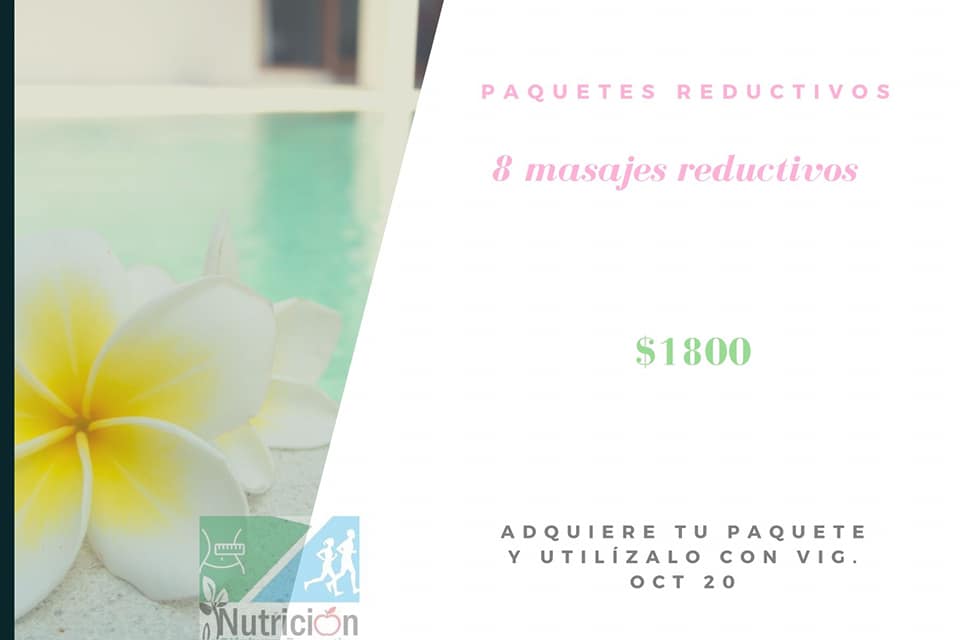 PAQUETES REDUCTIVOS
8 masajes reductivos
$1800
ADQUIERE TU PAQUETE
Y UTILÍZALO CON VIG.
OCT 20
Nutrición